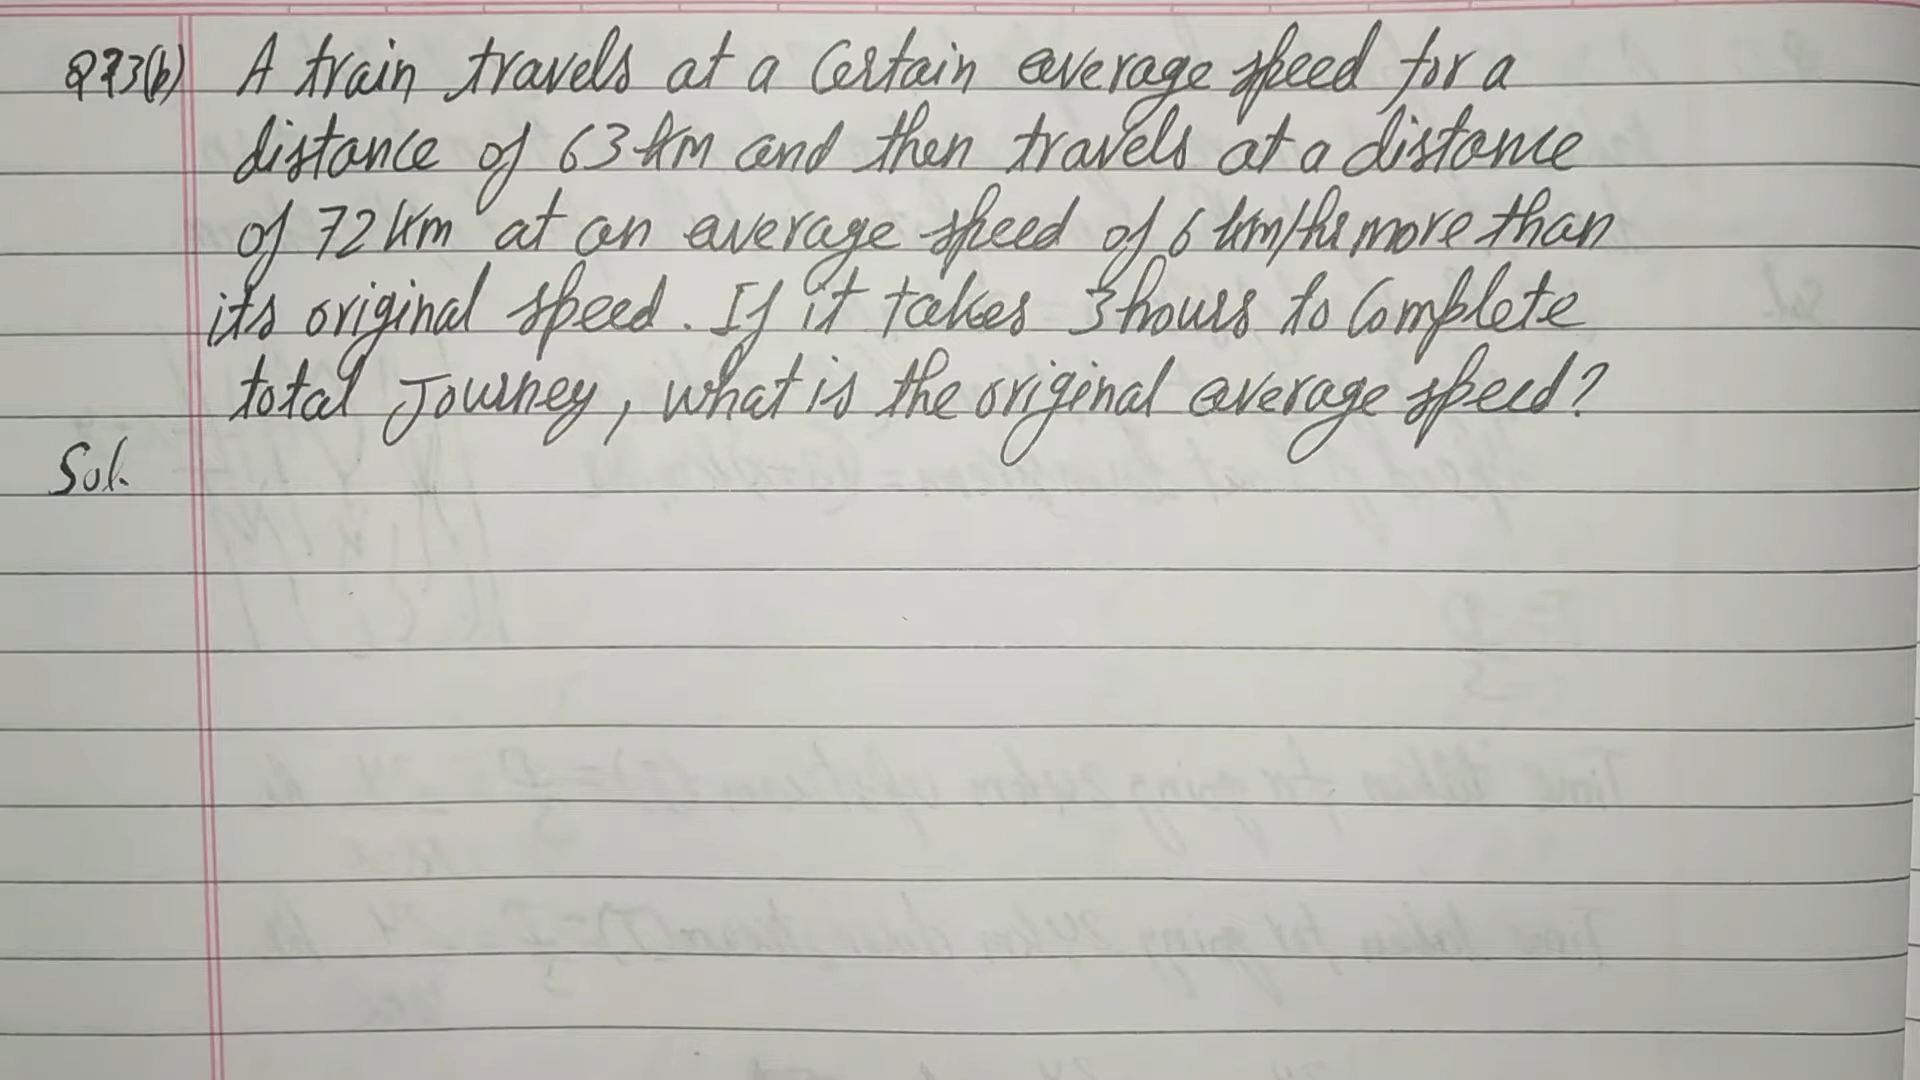 Q73(b) A train travels at a Certain average speed for a
distance of 63 km and then travels at a distance
of 72 km at an average speed of 6 km/hr more than
its original speed. If it takes 3 hours to Complete
total Journey, what is the original average speed?
Sol.